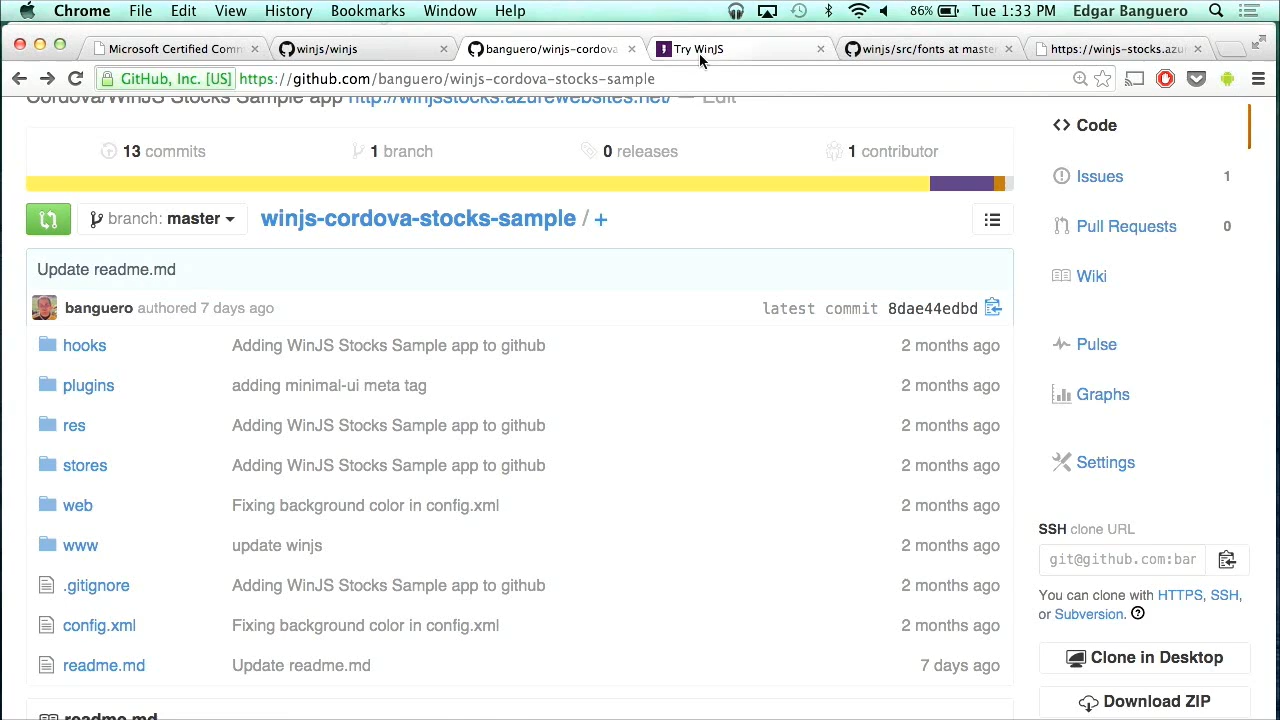 Chrome File Edit View History Bookmarks Window Help 86% Tue 1:33 PM Edgar Banguero
Microsoft Certified Com
winjs/winjs
banguero/winjs-cordova
Try WinJS
winjs/src/fonts at maste
https://winjs-stocks.az
GitHub, Inc. [US] https://github.com/banguero/winjs-cordova-stocks-sample
Cordova/WinJS Stocks Sample app http://winjsstocks.azurewebsites.net/ — Edit
13 commits
1 branch
0 releases
1 contributor
branch: master
winjs-cordova-stocks-sample / +
Update readme.md
banguero authored 7 days ago
latest commit 8dae44edbd
hooks Adding WinJS Stocks Sample app to github 2 months ago
plugins adding minimal-ui meta tag 2 months ago
res Adding WinJS Stocks Sample app to github 2 months ago
stores Adding WinJS Stocks Sample app to github 2 months ago
web Fixing background color in config.xml 2 months ago
www update winjs 2 months ago
.gitignore Adding WinJS Stocks Sample app to github 2 months ago
config.xml Fixing background color in config.xml 2 months ago
readme.md Update readme.md 7 days ago
readme.md
Code
Issues 1
Pull Requests 0
Wiki
Pulse
Graphs
Settings
SSH clone URL
git@github.com:bar
You can clone with HTTPS, SSH,
or Subversion.
Clone in Desktop
Download ZIP